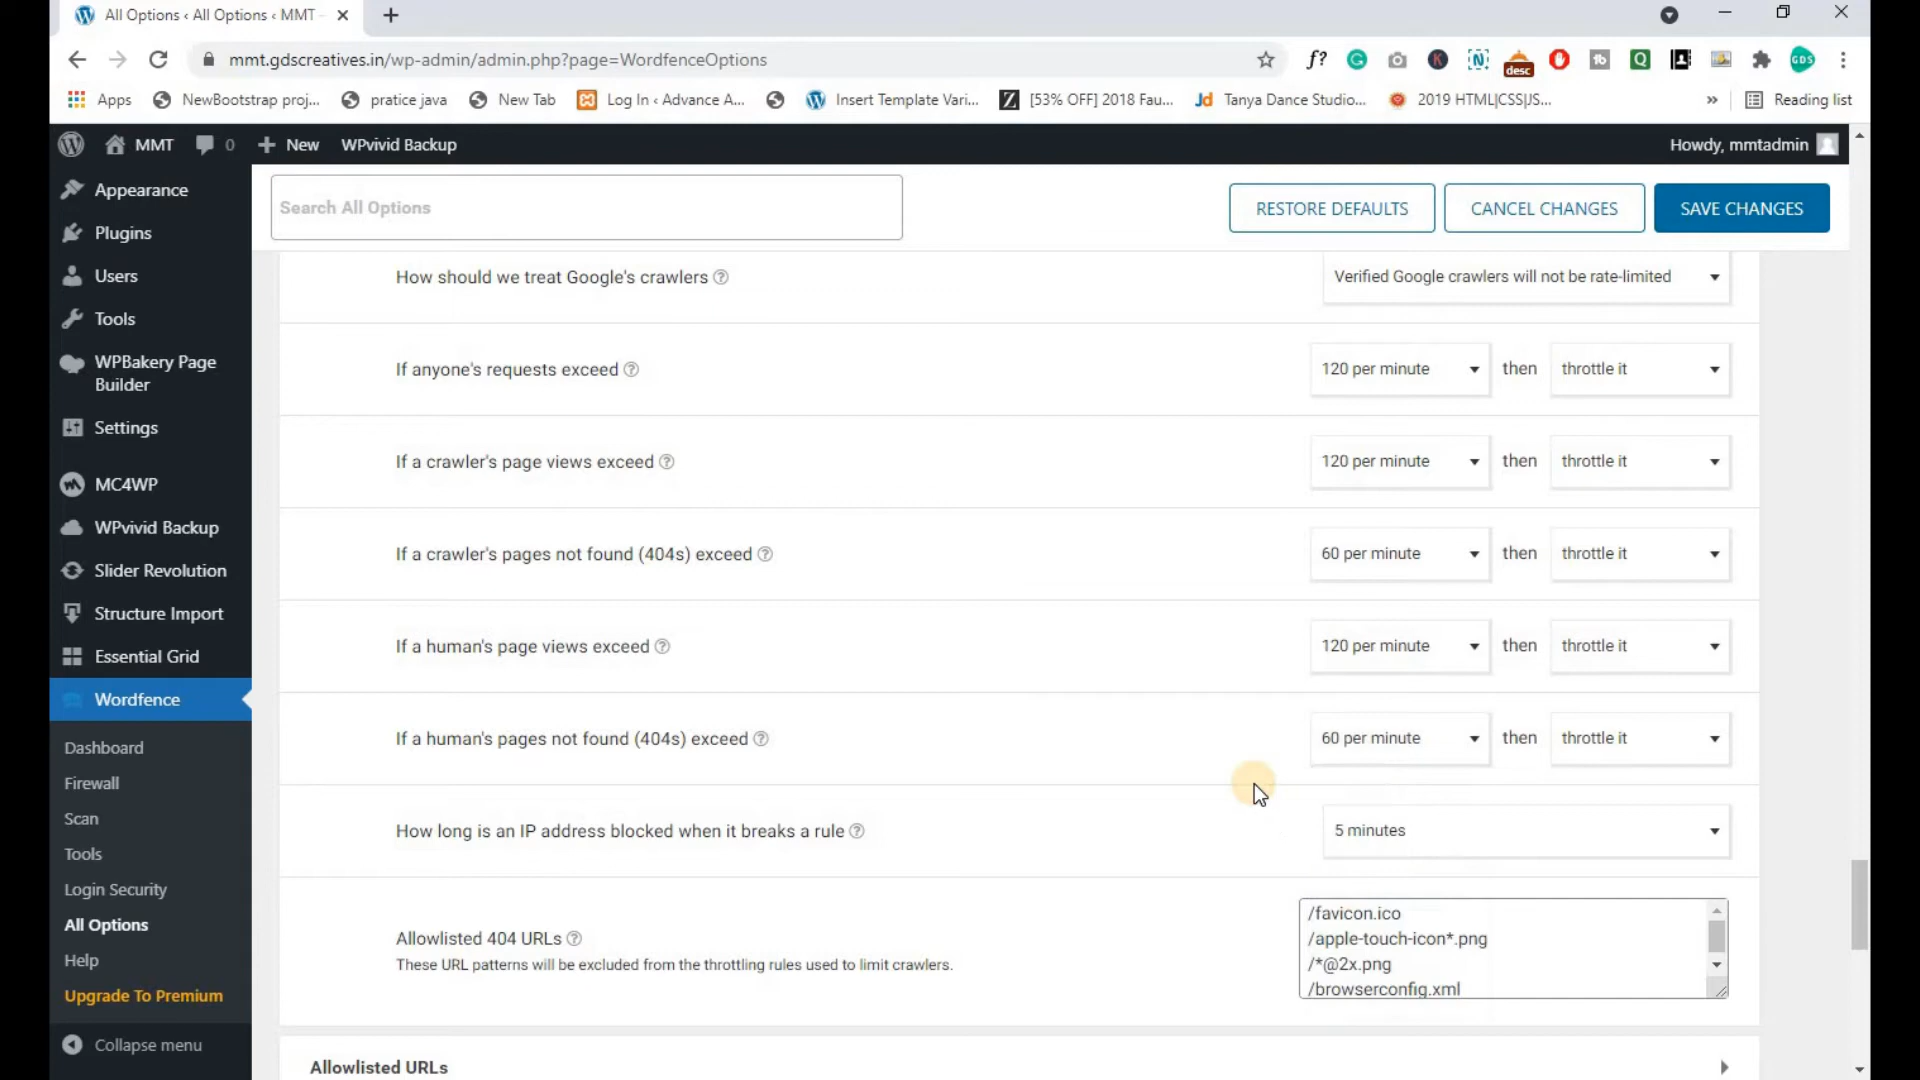 All Options ‹ All Options ‹ MMT -
mmt.gdscreatives.in/wp-admin/admin.php?page=WordfenceOptions
f?
desc
GDS
Apps
NewBootstrap proj...
pratice java
New Tab
Log In ‹ Advance A...
Insert Template Vari...
[53% OFF] 2018 Fau...
Jd Tanya Dance Studio...
2019 HTML|CSS|JS...
»
Reading list
MMT
0
New
WPvivid Backup
Howdy, mmtadmin
Appearance
Plugins
Users
Tools
WPBakery Page
Builder
Settings
MC4WP
WPvivid Backup
Slider Revolution
Structure Import
Essential Grid
Wordfence
Dashboard
Firewall
Scan
Tools
Login Security
All Options
Help
Upgrade To Premium
Collapse menu
Search All Options
RESTORE DEFAULTS
CANCEL CHANGES
SAVE CHANGES
How should we treat Google's crawlers
Verified Google crawlers will not be rate-limited
If anyone's requests exceed
120 per minute then throttle it
If a crawler's page views exceed
120 per minute then throttle it
If a crawler's pages not found (404s) exceed
60 per minute then throttle it
If a human's page views exceed
120 per minute then throttle it
If a human's pages not found (404s) exceed
60 per minute then throttle it
How long is an IP address blocked when it breaks a rule
5 minutes
Allowlisted 404 URLs
These URL patterns will be excluded from the throttling rules used to limit crawlers.
/favicon.ico
/apple-touch-icon*.png
/*@2x.png
/browserconfig.xml
Allowlisted URLs